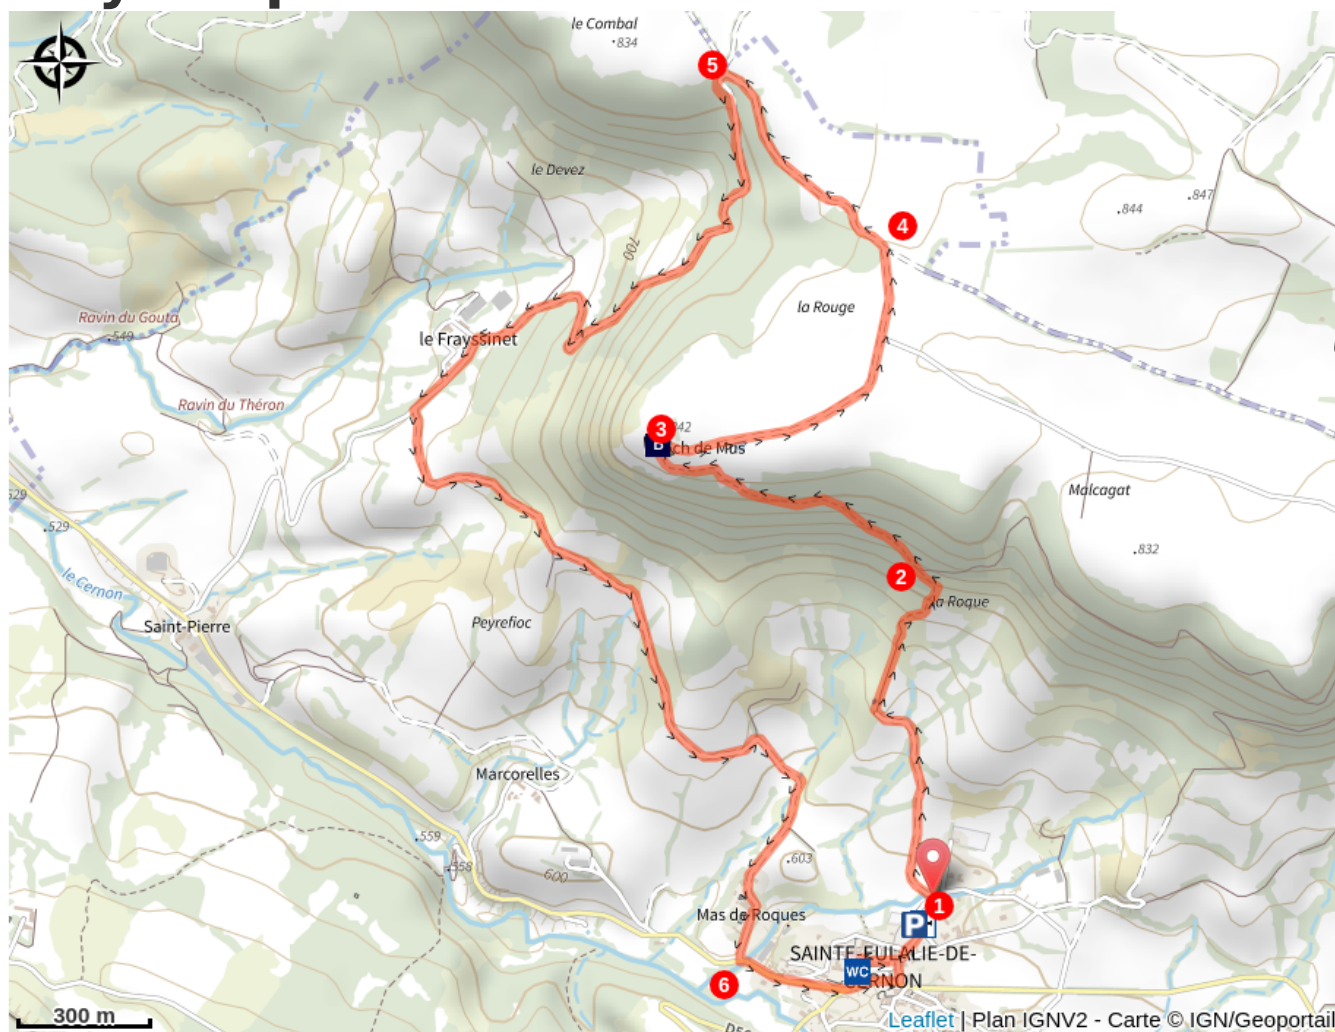 le Combal
834
5
le Devez
847
844
700
4
la Rouge
Ravin du Gouta
549
le Frayssinet
Ravin du Théron
3
842
B
ch de Mus
Malcagat
529
529
832
le Cernon
2
la Roque
Saint-Pierre
Peyrefioc
Marcorelles
559
558
600
603
1
Mas de Roques
P
SAINTE-EULALIE-DE-
WC
CERNON
6
300 m
Leaflet | Plan IGNV2 - Carte © IGN/Geoportail